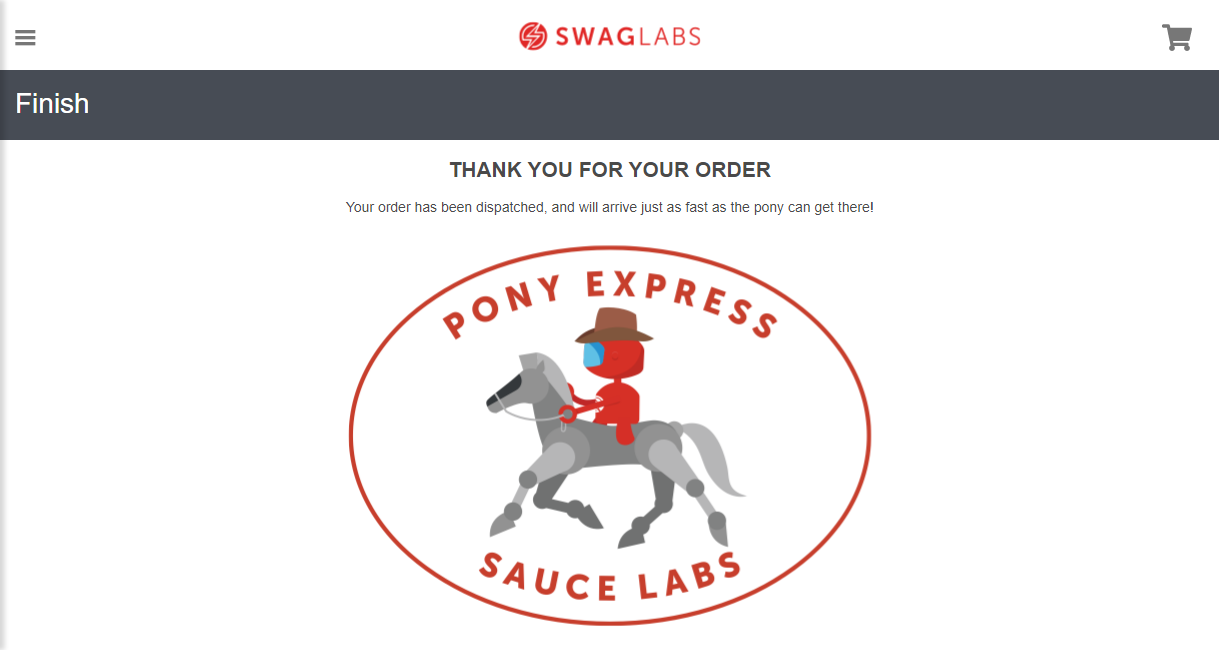 SWAGLABS
Finish
THANK YOU FOR YOUR ORDER
Your order has been dispatched, and will arrive just as fast as the pony can get there!
PONY EXPRESS
SAUCE LABS